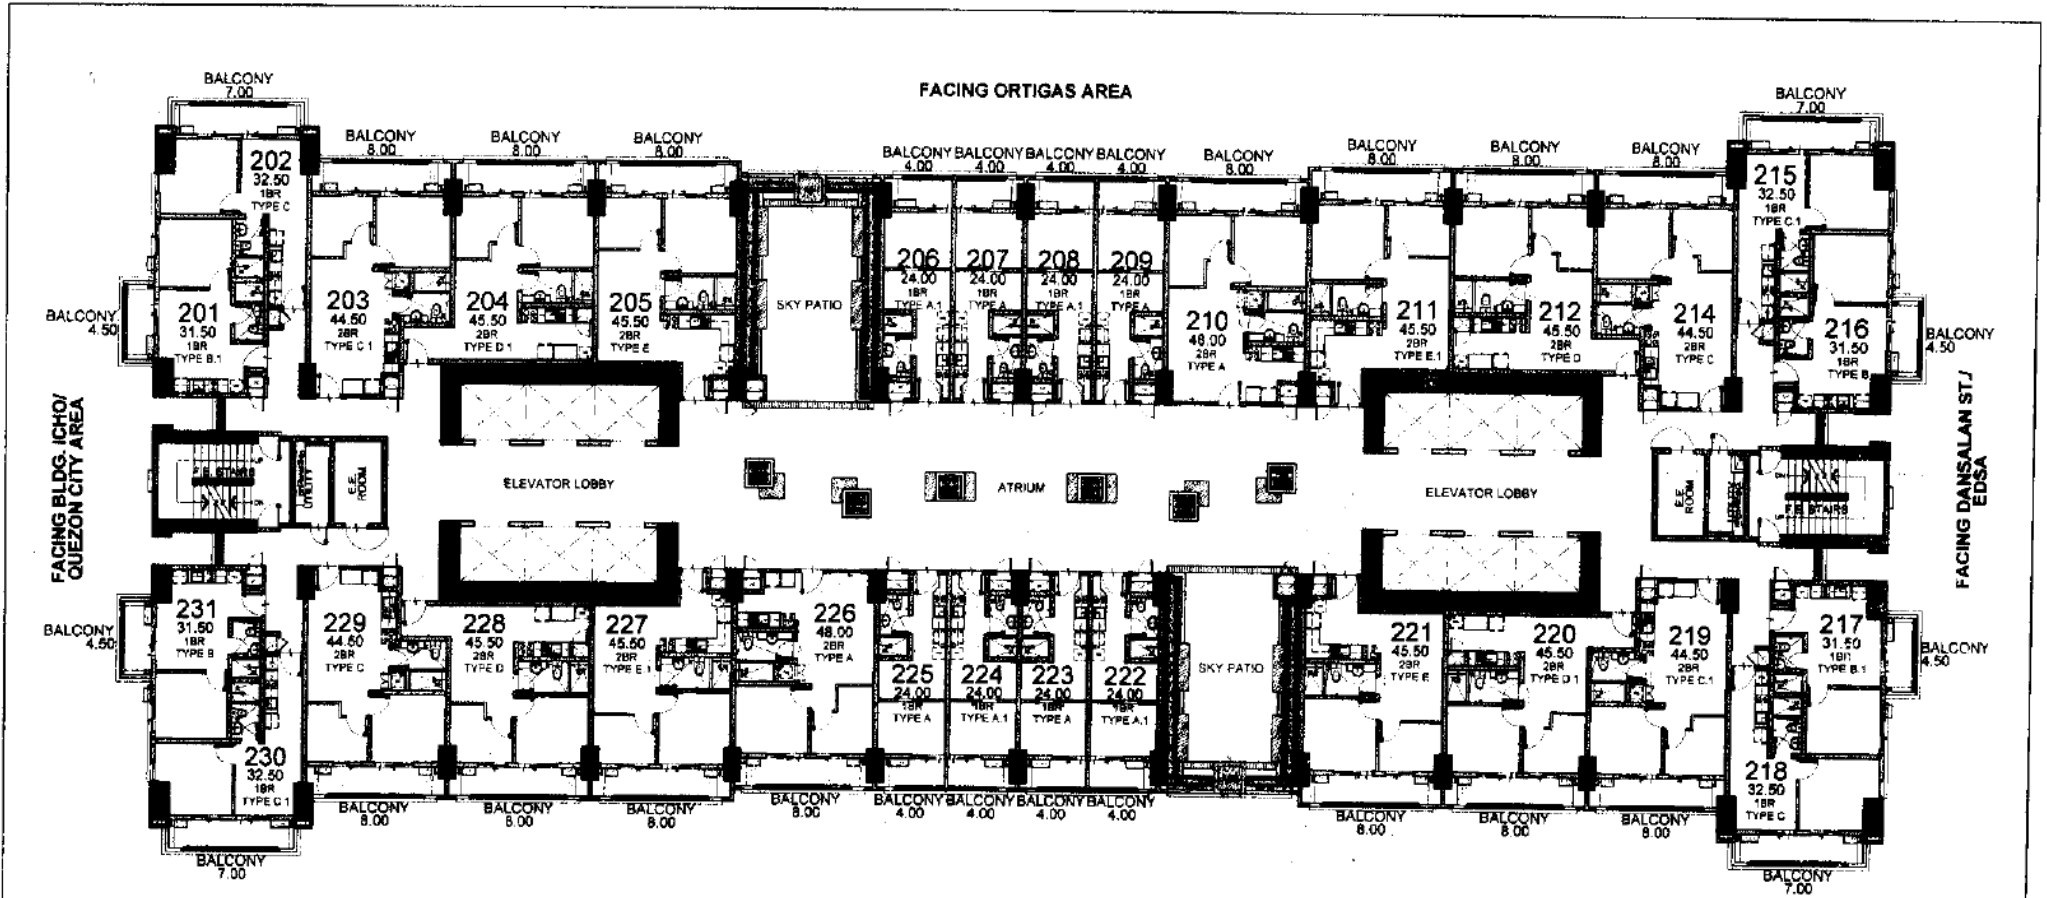 FACING ORTIGAS AREA
BALCONY
7.00
BALCONY
8.00
BALCONY
8.00
BALCONY
8.00
BALCONY
4.00
BALCONY
4.00
BALCONY
4.00
BALCONY
4.00
BALCONY
8.00
BALCONY
8.00
BALCONY
8.00
BALCONY
8.00
BALCONY
7.00
202
32.50
1BR
TYPE C
BALCONY
4.50
201
31.50
1BR
TYPE B.1
203
44.50
2BR
TYPE C.1
204
45.50
2BR
TYPE D.1
205
45.50
2BR
TYPE E
SKY PATIO
206
24.00
1BR
TYPE A.1
207
24.00
1BR
TYPE A
208
24.00
1BR
TYPE A.1
209
24.00
1BR
TYPE A
210
48.00
2BR
TYPE A
211
45.50
2BR
TYPE E.1
212
45.50
2BR
TYPE D
214
44.50
2BR
TYPE C
215
32.50
1BR
TYPE C.1
216
31.50
1BR
TYPE B
BALCONY
4.50
FACING BLDG. ICHO/
QUEZON CITY AREA
F.E. STAIRS
UTILITY
E.E.
ROOM
ELEVATOR LOBBY
ATRIUM
ELEVATOR LOBBY
E.E.
ROOM
F.E. STAIRS
FACING DANSALAN ST./
EDSA
231
31.50
1BR
TYPE B
BALCONY
4.50
230
32.50
1BR
TYPE C.1
229
44.50
2BR
TYPE C
228
45.50
2BR
TYPE D
227
45.50
2BR
TYPE E.1
226
48.00
2BR
TYPE A
225
24.00
1BR
TYPE A
224
24.00
1BR
TYPE A.1
223
24.00
1BR
TYPE A
222
24.00
1BR
TYPE A.1
SKY PATIO
221
45.50
2BR
TYPE E
220
45.50
2BR
TYPE D.1
219
44.50
2BR
TYPE C.1
217
31.50
1BR
TYPE B.1
BALCONY
4.50
218
32.50
1BR
TYPE C
BALCONY
7.00
BALCONY
8.00
BALCONY
8.00
BALCONY
8.00
BALCONY
8.00
BALCONY
4.00
BALCONY
4.00
BALCONY
4.00
BALCONY
4.00
BALCONY
8.00
BALCONY
8.00
BALCONY
8.00
BALCONY
7.00